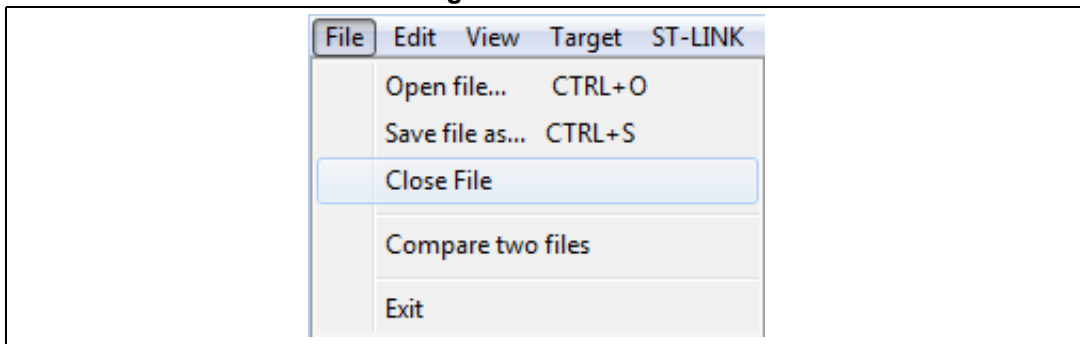 File Edit View Target ST-LINK
Open file... CTRL+O
Save file as... CTRL+S
Close File
Compare two files
Exit